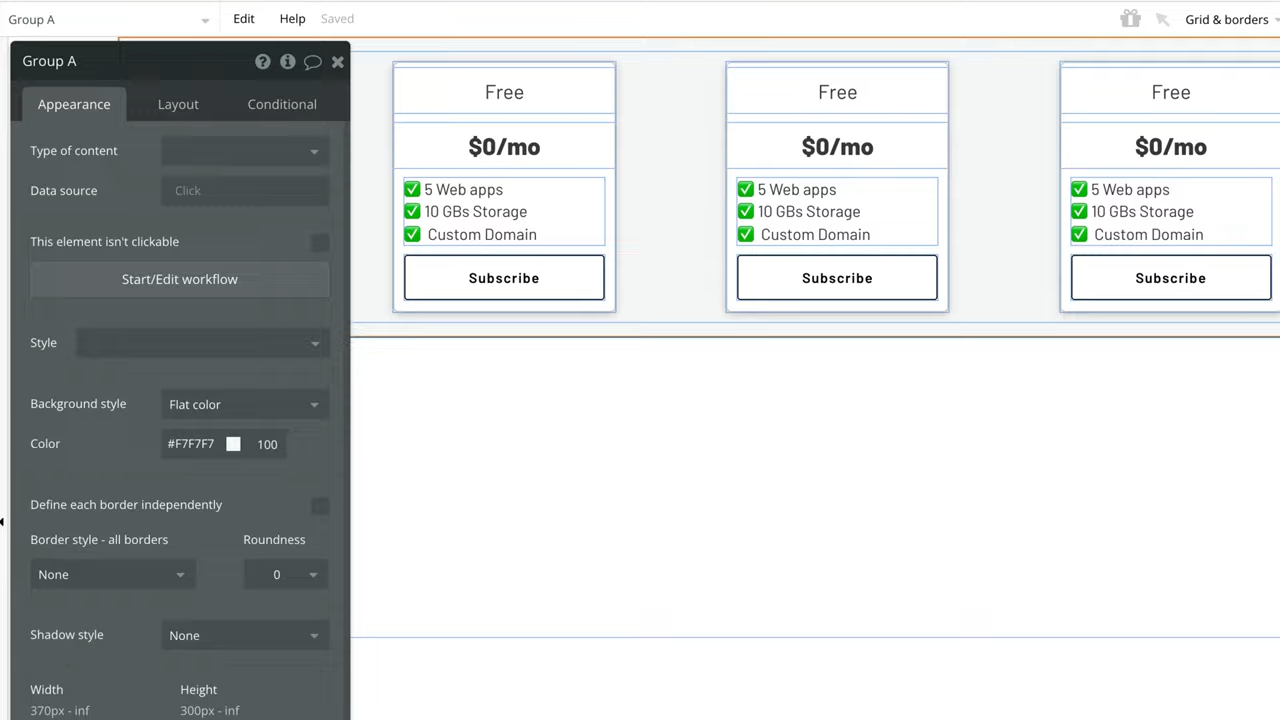 Group A Edit Help Saved Grid & borders
Group A ? i
Appearance Layout Conditional
Type of content
Data source Click
This element isn't clickable
Start/Edit workflow
Style
Background style Flat color
Color #F7F7F7 100
Define each border independently
Border style - all borders Roundness
None 0
Shadow style None
Width Height
370px - inf 300px - inf
Free
$0/mo
✅ 5 Web apps
✅ 10 GBs Storage
✅ Custom Domain
Subscribe
Free
$0/mo
✅ 5 Web apps
✅ 10 GBs Storage
✅ Custom Domain
Subscribe
Free
$0/mo
✅ 5 Web apps
✅ 10 GBs Storage
✅ Custom Domain
Subscribe